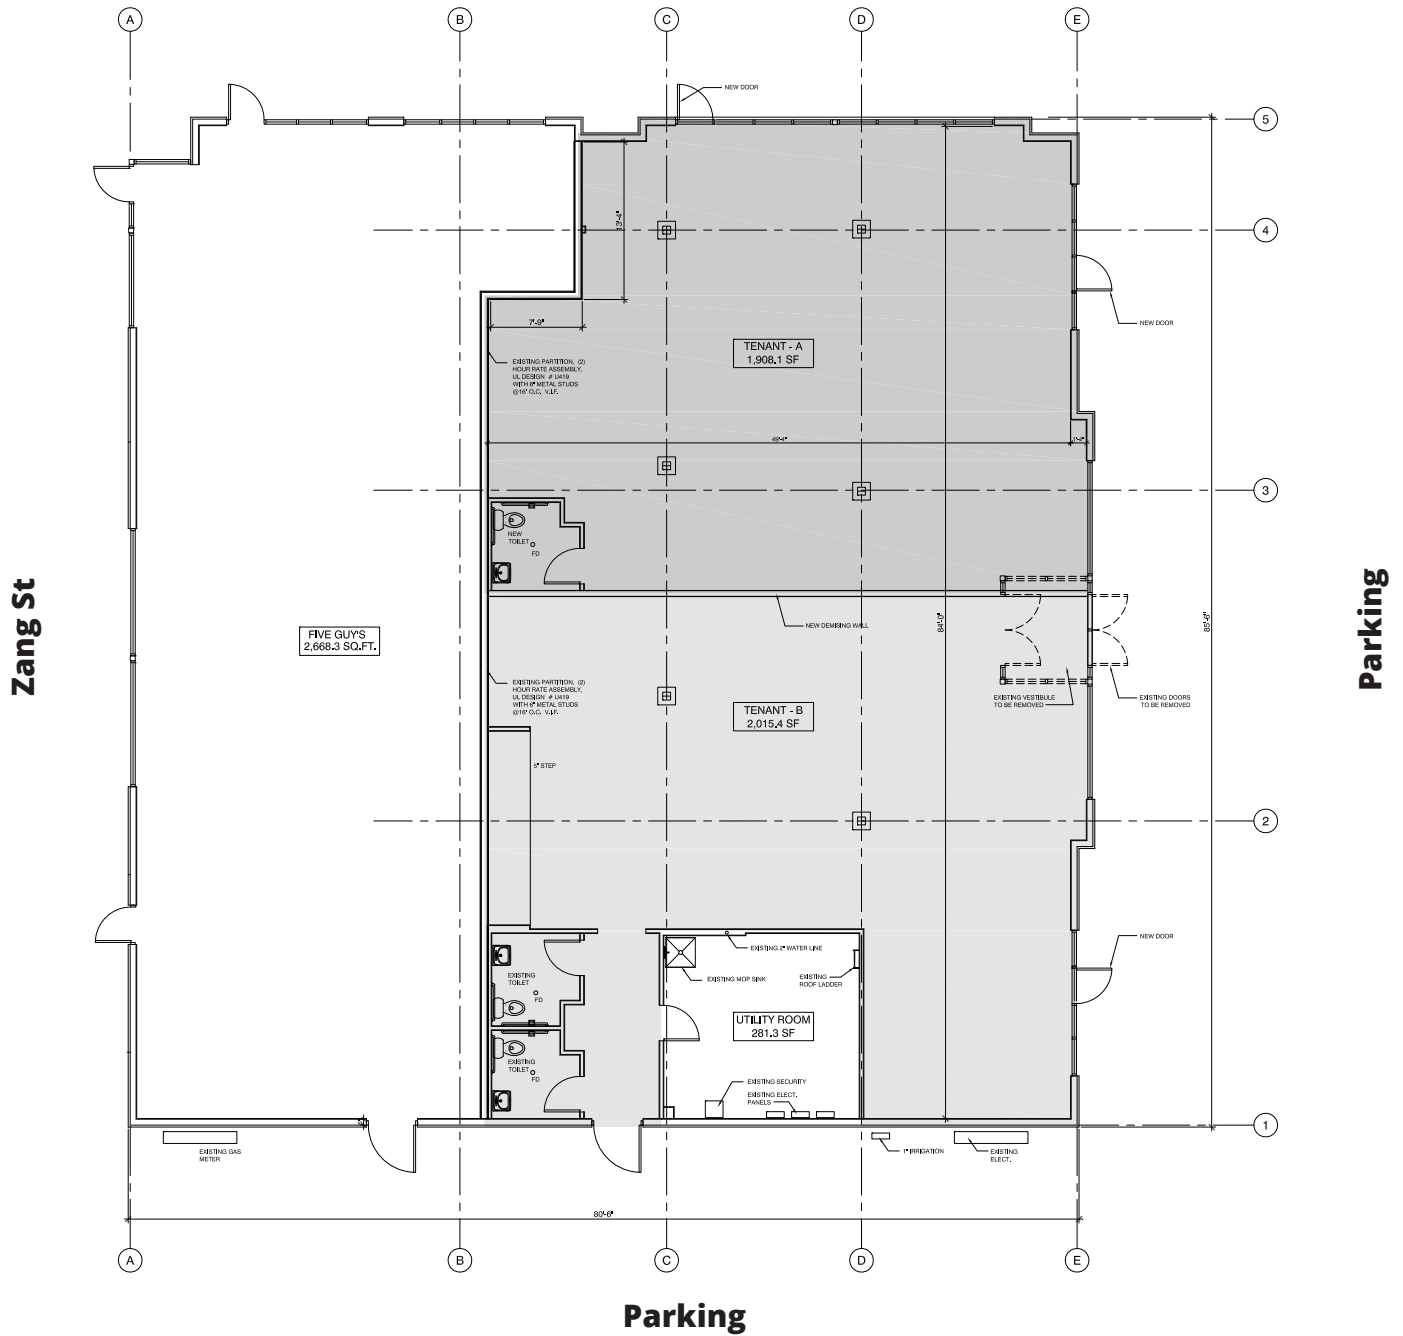 A
B
C
D
E
NEW DOOR
5
4
13'-4"
7'-9"
NEW DOOR
TENANT - A
1,908.1 SF
EXISTING PARTITION, (2)
HOUR RATE ASSEMBLY,
UL DESIGN # U419
WITH 6" METAL STUDS
@16" O.C. V.I.F.
49'-4"
1'-4"
3
NEW
TOILET
FD
Zang St
Parking
FIVE GUY'S
2,668.3 SQ.FT.
NEW DEMISING WALL
84'-0"
85'-6"
EXISTING PARTITION, (2)
HOUR RATE ASSEMBLY,
UL DESIGN # U419
WITH 6" METAL STUDS
@16" O.C. V.I.F.
EXISTING VESTIBULE
TO BE REMOVED
EXISTING DOORS
TO BE REMOVED
TENANT - B
2,015.4 SF
5" STEP
2
EXISTING 2" WATER LINE
NEW DOOR
EXISTING MOP SINK
EXISTING
ROOF LADDER
EXISTING
TOILET
FD
UTILITY ROOM
281.3 SF
EXISTING
TOILET
FD
EXISTING SECURITY
EXISTING ELECT.
PANELS
1
EXISTING GAS
METER
1" IRRIGATION
EXISTING
ELECT.
80'-6"
A
B
C
D
E
Parking